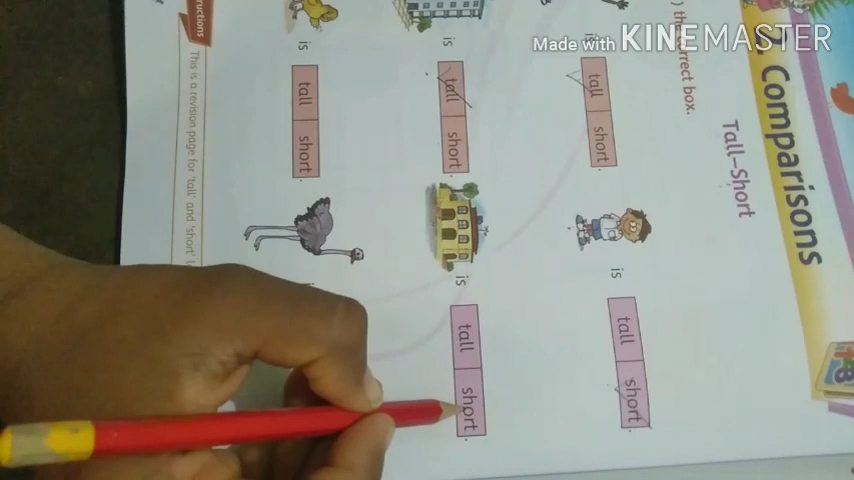 Made with KINEMASTER
2. Comparisons
Tall–Short
) the correct box.
is tall short.
is tall short.
is tall short.
is tall short.
is tall short.
This is a revision page for 'tall' and 'short'